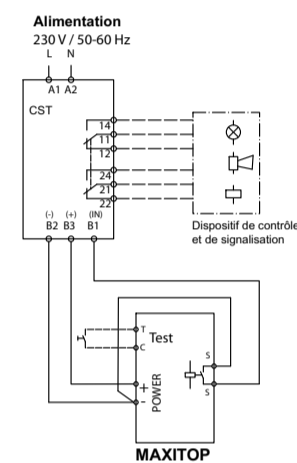 Alimentation
230 V / 50-60 Hz
L N
A1 A2
CST
14
11
12
24
21
22
(-) (+) (IN)
B2 B3 B1
Dispositif de contrôle
et de signalisation
T
Test
C
S
+
POWER
-
S
MAXITOP